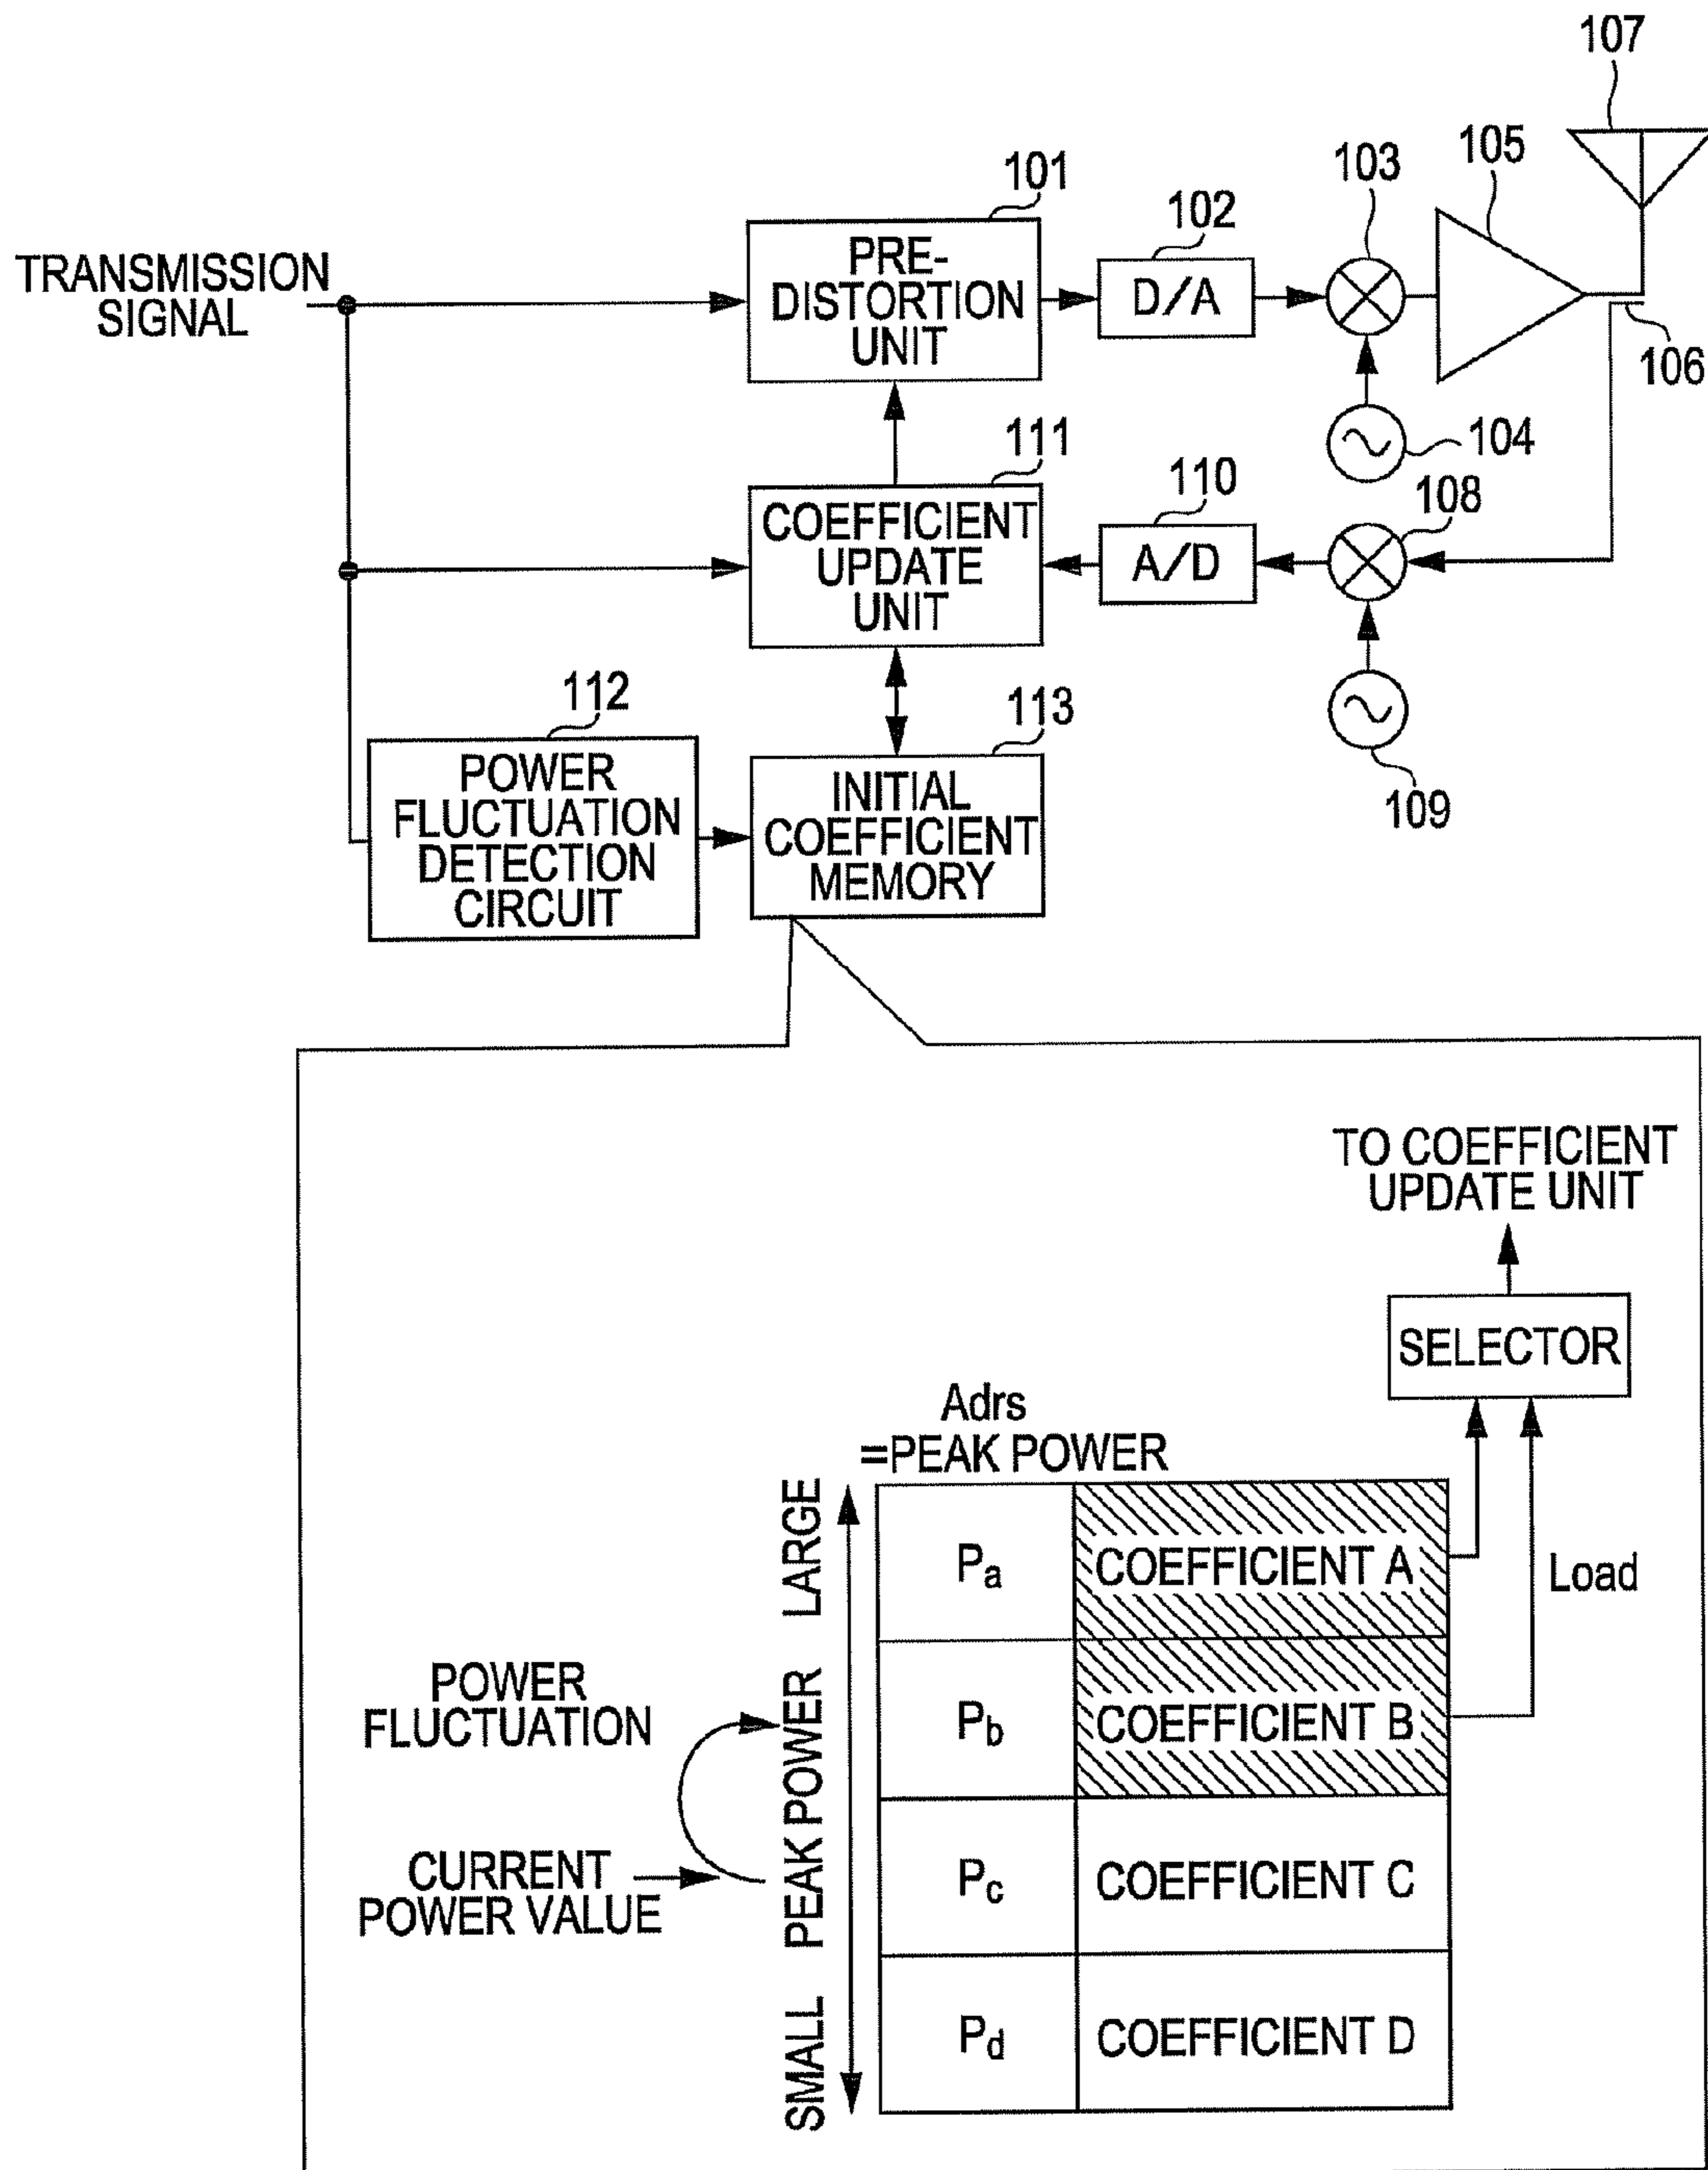 107
105
103
101
102
TRANSMISSION
SIGNAL
PRE-
DISTORTION
UNIT
D/A
106
104
111
110
108
COEFFICIENT
UPDATE
UNIT
A/D
112
113
109
POWER
FLUCTUATION
DETECTION
CIRCUIT
INITIAL
COEFFICIENT
MEMORY
TO COEFFICIENT
UPDATE UNIT
SELECTOR
Adrs
=PEAK POWER
SMALL PEAK POWER LARGE
Pa
COEFFICIENT A
Load
POWER
FLUCTUATION
Pb
COEFFICIENT B
CURRENT
POWER VALUE
Pc
COEFFICIENT C
Pd
COEFFICIENT D